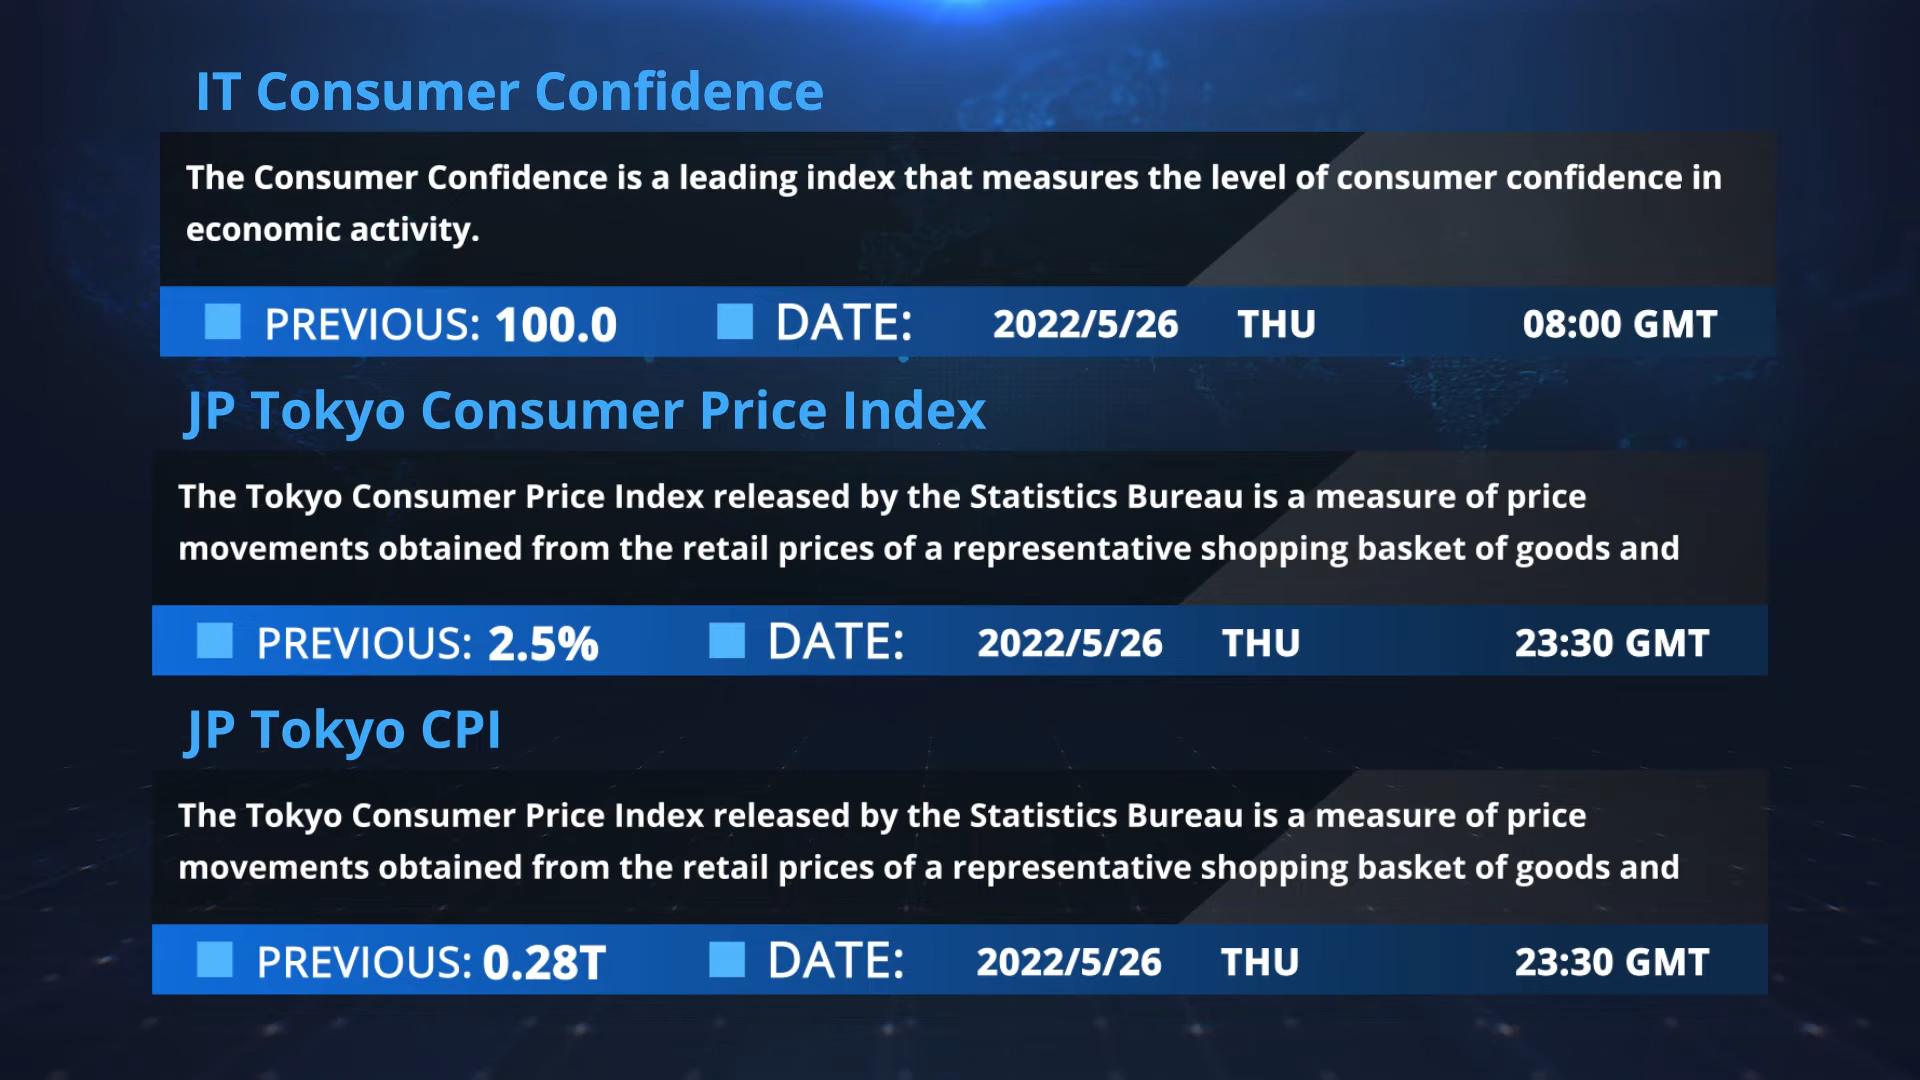 IT Consumer Confidence
The Consumer Confidence is a leading index that measures the level of consumer confidence in
economic activity.
PREVIOUS: 100.0 DATE: 2022/5/26 THU 08:00 GMT
JP Tokyo Consumer Price Index
The Tokyo Consumer Price Index released by the Statistics Bureau is a measure of price
movements obtained from the retail prices of a representative shopping basket of goods and
PREVIOUS: 2.5% DATE: 2022/5/26 THU 23:30 GMT
JP Tokyo CPI
The Tokyo Consumer Price Index released by the Statistics Bureau is a measure of price
movements obtained from the retail prices of a representative shopping basket of goods and
PREVIOUS: 0.28T DATE: 2022/5/26 THU 23:30 GMT